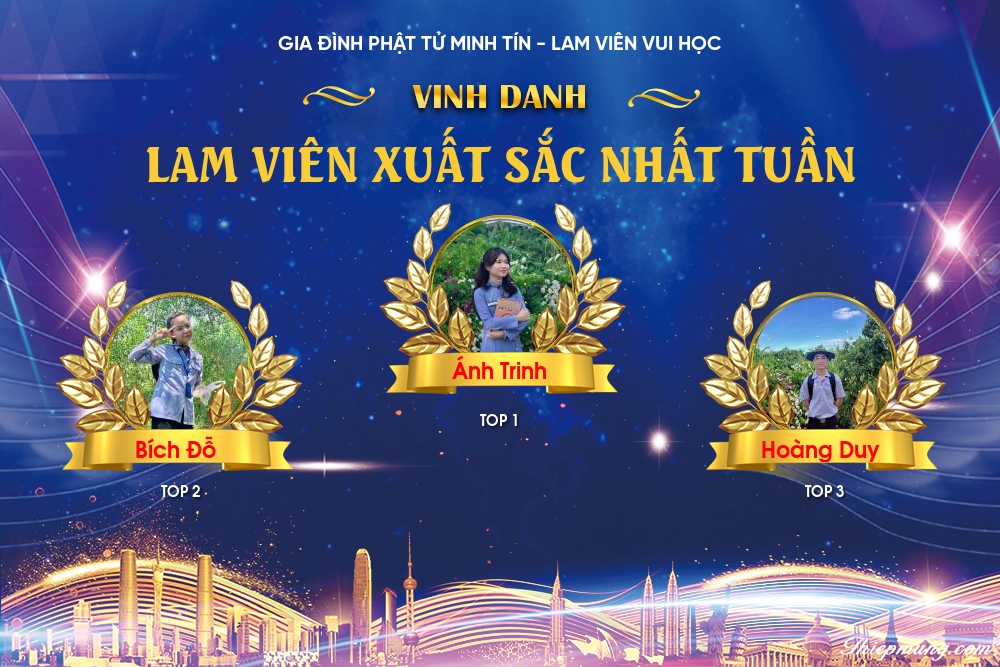 GIA ĐÌNH PHẬT TỬ MINH TÍN - LAM VIÊN VUI HỌC
VINH DANH
LAM VIÊN XUẤT SẮC NHẤT TUẦN
Ánh Trinh
TOP 1
Bích Đỗ
TOP 2
Hoàng Duy
TOP 3
Thiepmung.com